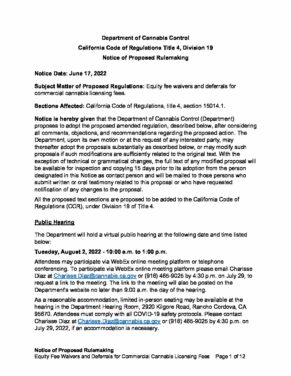 Department of Cannabis Control
California Code of Regulations Title 4, Division 19
Notice of Proposed Rulemaking
Notice Date: June 17, 2022
Subject Matter of Proposed Regulations: Equity fee waivers and deferrals for
commercial cannabis licensing fees.
Sections Affected: California Code of Regulations, title 4, section 15014.1.
Notice is hereby given that the Department of Cannabis Control (Department)
proposes to adopt the proposed amended regulation, described below, after considering
all comments, objections, and recommendations regarding the proposed action. The
Department, upon its own motion or at the request of any interested party, may
thereafter adopt the proposals substantially as described below, or may modify such
proposals if such modifications are sufficiently related to the original text. With the
exception of technical or grammatical changes, the full text of any modified proposal will
be available for inspection and copying 15 days prior to its adoption from the person
designated in this Notice as contact person and will be mailed to those persons who
submit written or oral testimony related to this proposal or who have requested
notification of any changes to the proposal.
All the proposed text sections are proposed to be added to the California Code of
Regulations (CCR), under Division 19 of Title 4.
Public Hearing
The Department will hold a virtual public hearing at the following date and time listed
below:
Tuesday, August 2, 2022 - 10:00 a.m. to 1:00 p.m.
Attendees may participate via WebEx online meeting platform or telephone
conferencing. To participate via WebEx online meeting platform please email Charisse
Diaz at Charisse.Diaz@cannabis.ca.gov or (916) 465-9025 by 4:30 p.m. on July 29, to
request a link to the meeting. The link to the meeting will also be posted on the
Department's website no later than 9:00 a.m. the day of the hearing.
As a reasonable accommodation, limited in-person seating may be available at the
hearing in the Department Hearing Room, 2920 Kilgore Road, Rancho Cordova, CA
95670. Attendees must comply with all COVID-19 safety protocols. Please contact
Charisse Diaz at Charisse.Diaz@cannabis.ca.gov or (916) 465-9025 by 4:30 p.m. on
July 29, 2022, if an accommodation is necessary.
Notice of Proposed Rulemaking
Equity Fee Waivers and Deferrals for Commercial Cannabis Licensing Fees Page 1 of 12